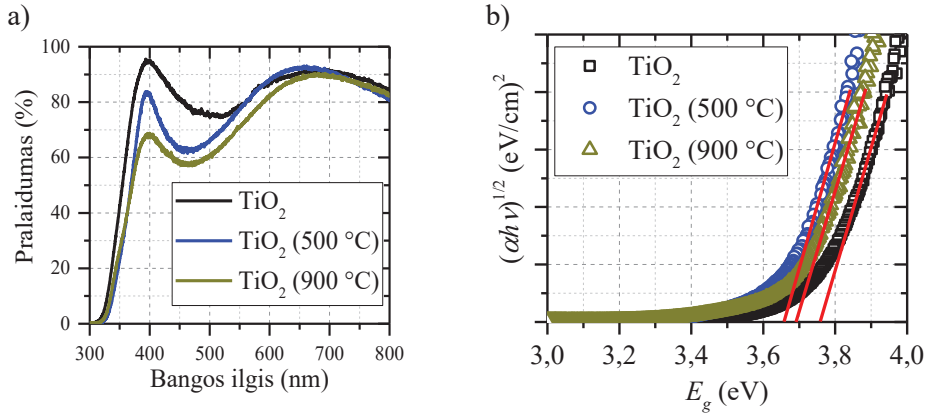 a)
Pralaidumas (%)
100
80
60
40
20
0
TiO₂
TiO₂ (500 °C)
TiO₂ (900 °C)
300 400 500 600 700 800
Bangos ilgis (nm)
b)
(αhν)^1/2 (eV/cm)²
TiO₂
TiO₂ (500 °C)
TiO₂ (900 °C)
3,0 3,2 3,4 3,6 3,8 4,0
E_g (eV)